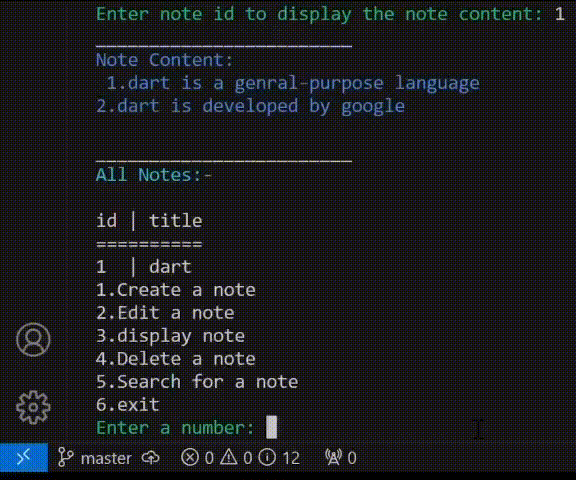 Enter note id to display the note content: 1
________________________
Note Content:
1.dart is a genral-purpose language
2.dart is developed by google
________________________
All Notes:-
id | title
==========
1 | dart
1.Create a note
2.Edit a note
3.display note
4.Delete a note
5.Search for a note
6.exit
Enter a number:
master 0 0 12 0